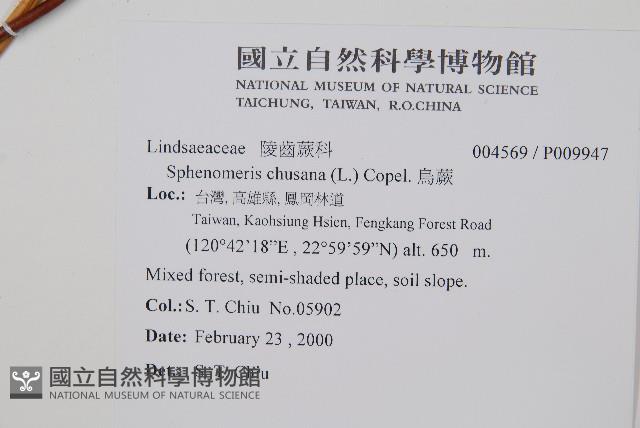 國立自然科學博物館
NATIONAL MUSEUM OF NATURAL SCIENCE
TAICHUNG, TAIWAN, R.O.CHINA
Lindsaeaceae 陵齒蕨科 004569 / P009947
Sphenomeris chusana (L.) Copel. 烏蕨
Loc.: 台灣, 高雄縣, 鳳岡林道
Taiwan, Kaohsiung Hsien, Fengkang Forest Road
(120°42’18”E , 22°59’59”N) alt. 650 m.
Mixed forest, semi-shaded place, soil slope.
Col.: S. T. Chiu No.05902
Date: February 23 , 2000
Det.: S. T. Chiu
國立自然科學博物館
NATIONAL MUSEUM OF NATURAL SCIENCE